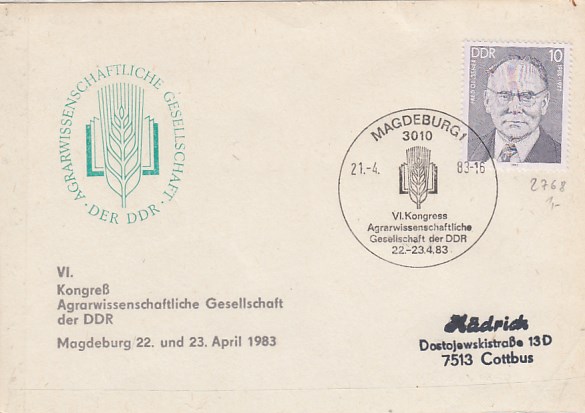 AGRARWISSENSCHAFTLICHE GESELLSCHAFT
· DER DDR ·
DDR 10
MAGDEBURG 1
3010
21.-4. 83-16
VI. Kongress
Agrarwissenschaftliche
Gesellschaft der DDR
22.-23.4.83
2768
1,-
VI.
Kongreß
Agrarwissenschaftliche Gesellschaft
der DDR
Magdeburg 22. und 23. April 1983
Hädrich
Dostojewskistraße 13 D
7513 Cottbus